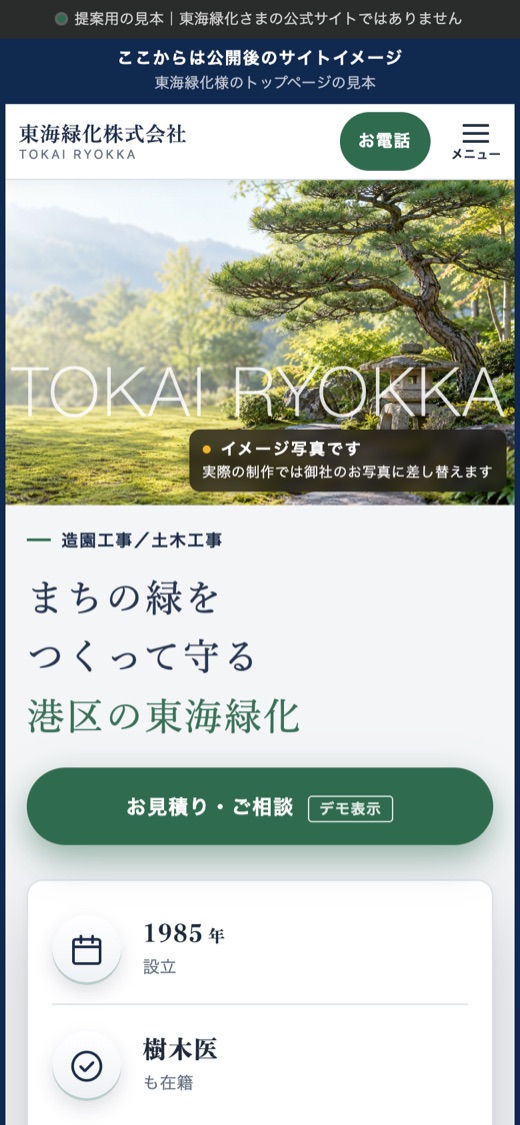 提案用の見本｜東海緑化さまの公式サイトではありません
ここからは公開後のサイトイメージ
東海緑化様のトップページの見本
東海緑化株式会社
TOKAI RYOKKA
お電話
メニュー
TOKAI RYOKKA
イメージ写真です
実際の制作では御社のお写真に差し替えます
造園工事／土木工事
まちの緑を
つくって守る
港区の東海緑化
お見積り・ご相談 デモ表示
1985 年
設立
樹木医
も在籍